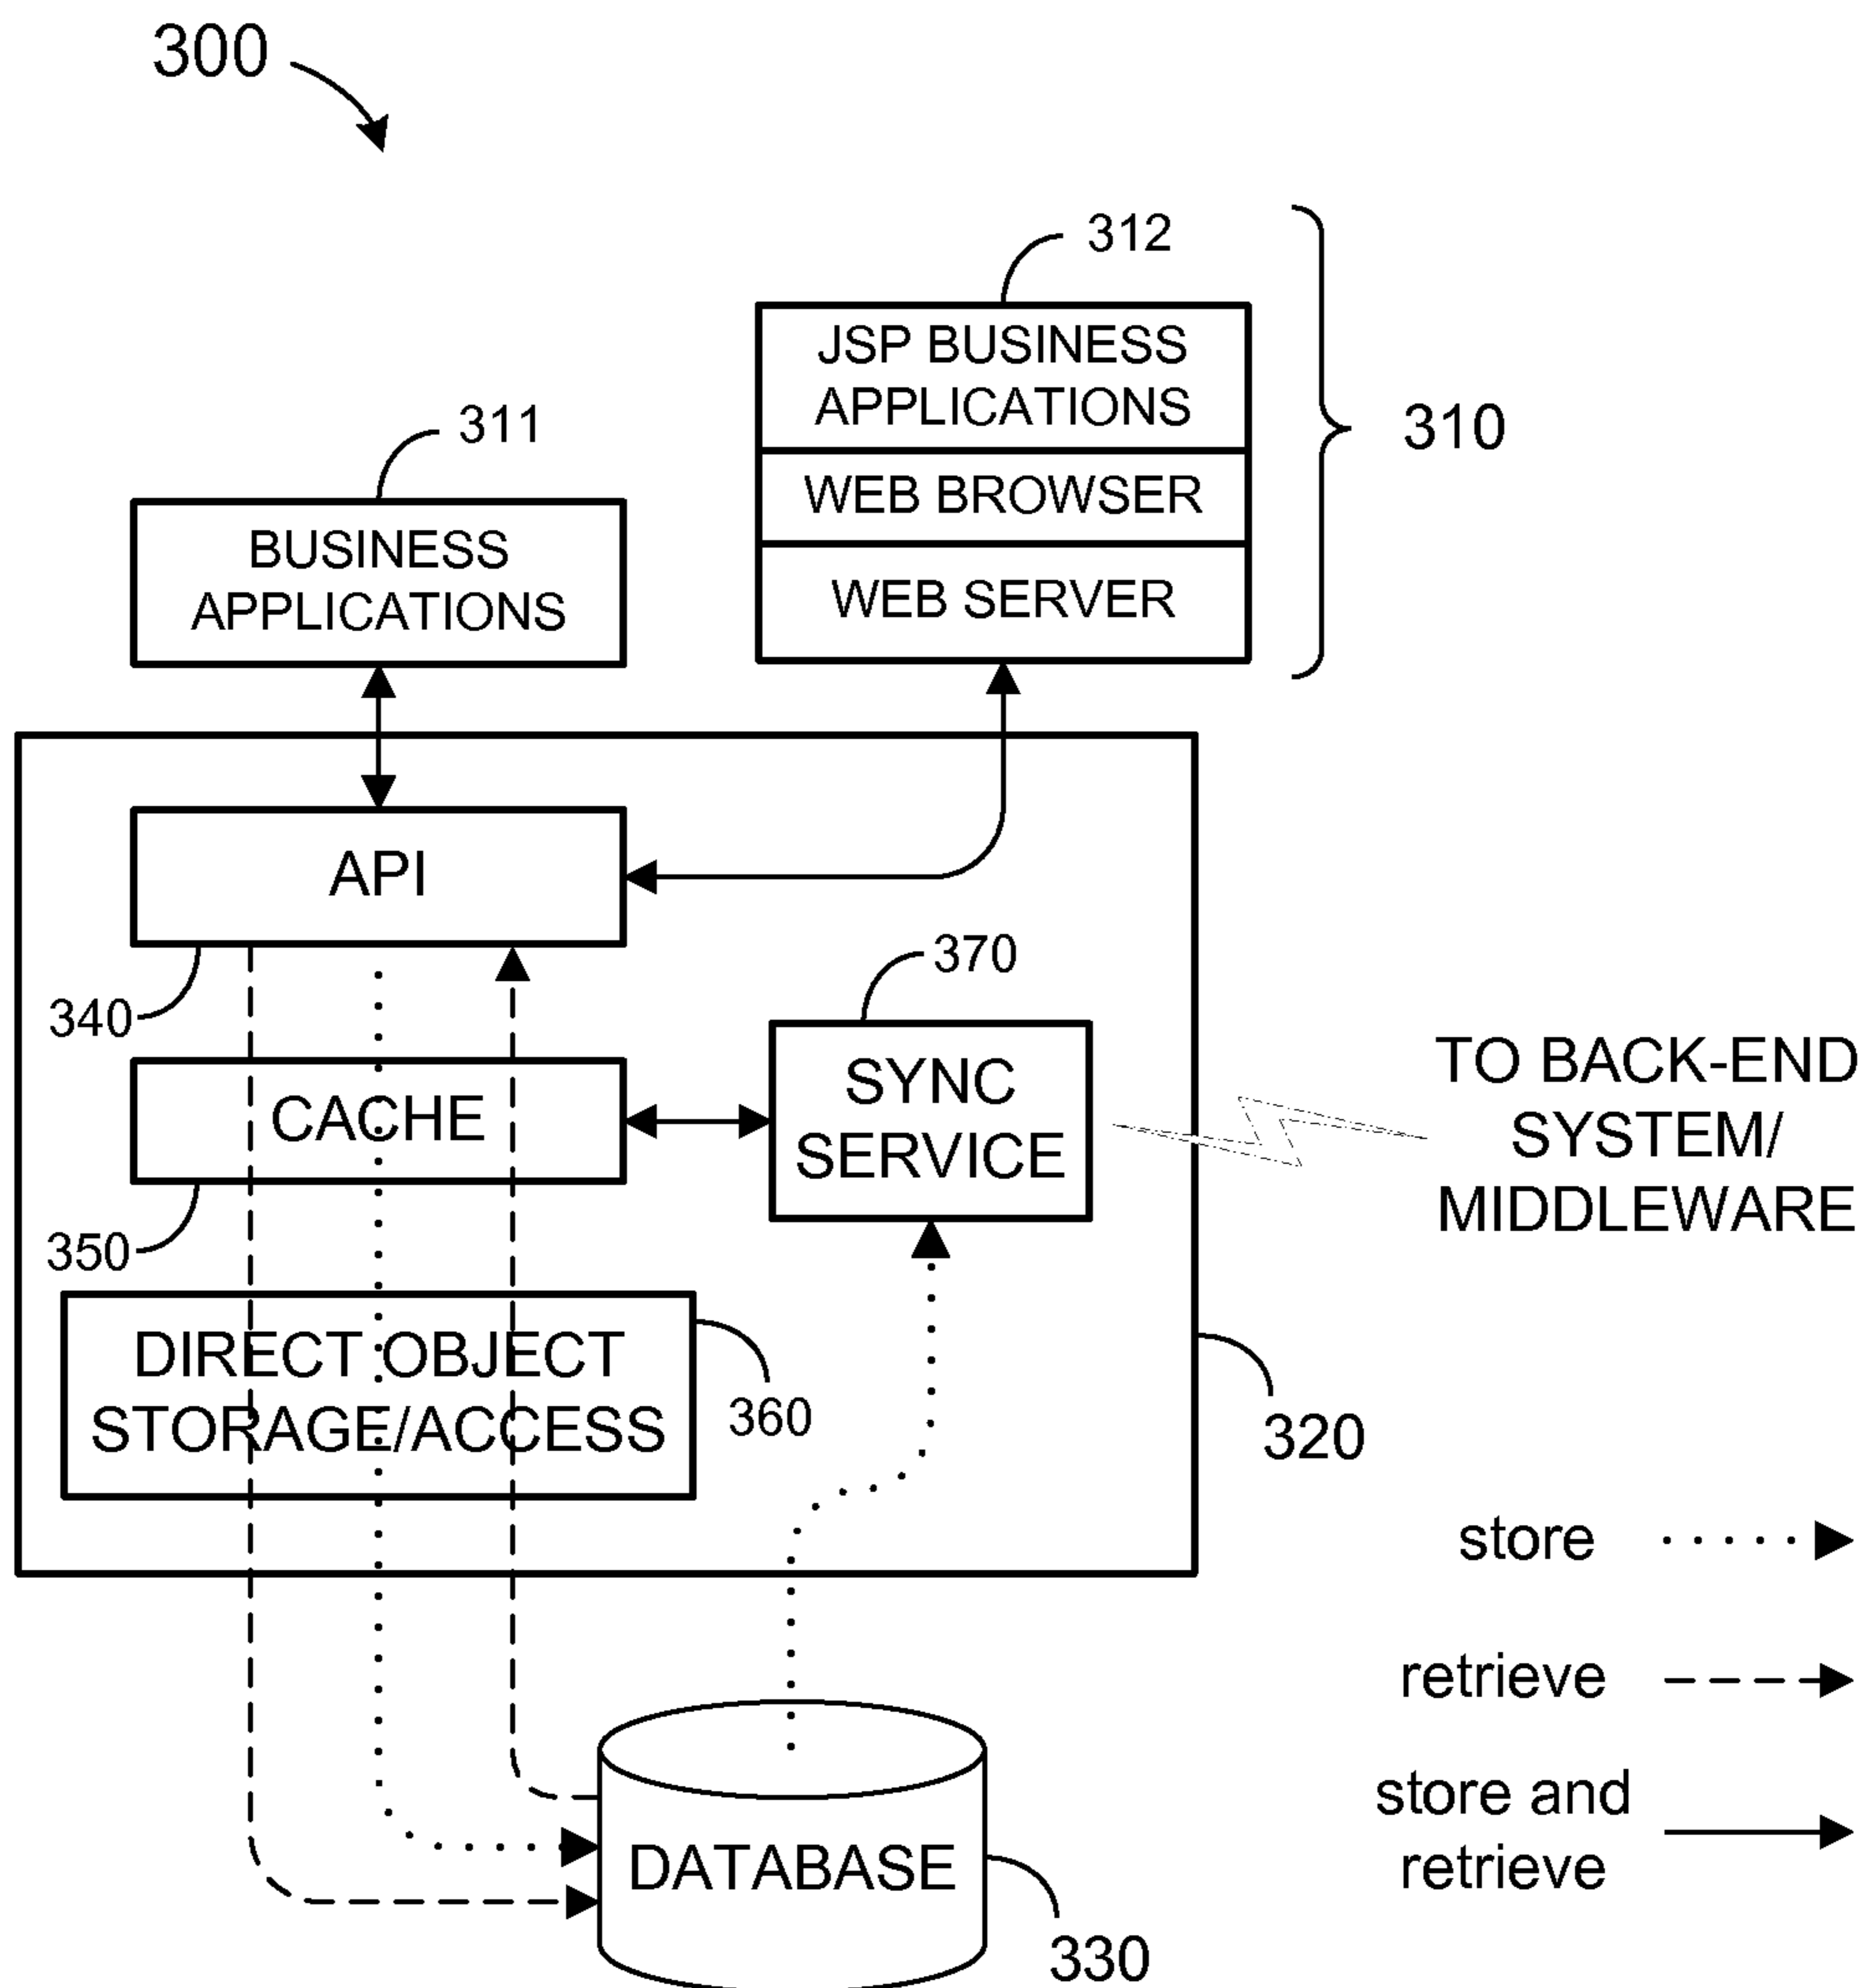 300
312
JSP BUSINESS
APPLICATIONS
WEB BROWSER
WEB SERVER
310
311
BUSINESS
APPLICATIONS
API
340
370
CACHE
SYNC
SERVICE
350
TO BACK-END
SYSTEM/
MIDDLEWARE
DIRECT OBJECT
STORAGE/ACCESS
360
320
store
retrieve
store and
retrieve
DATABASE
330